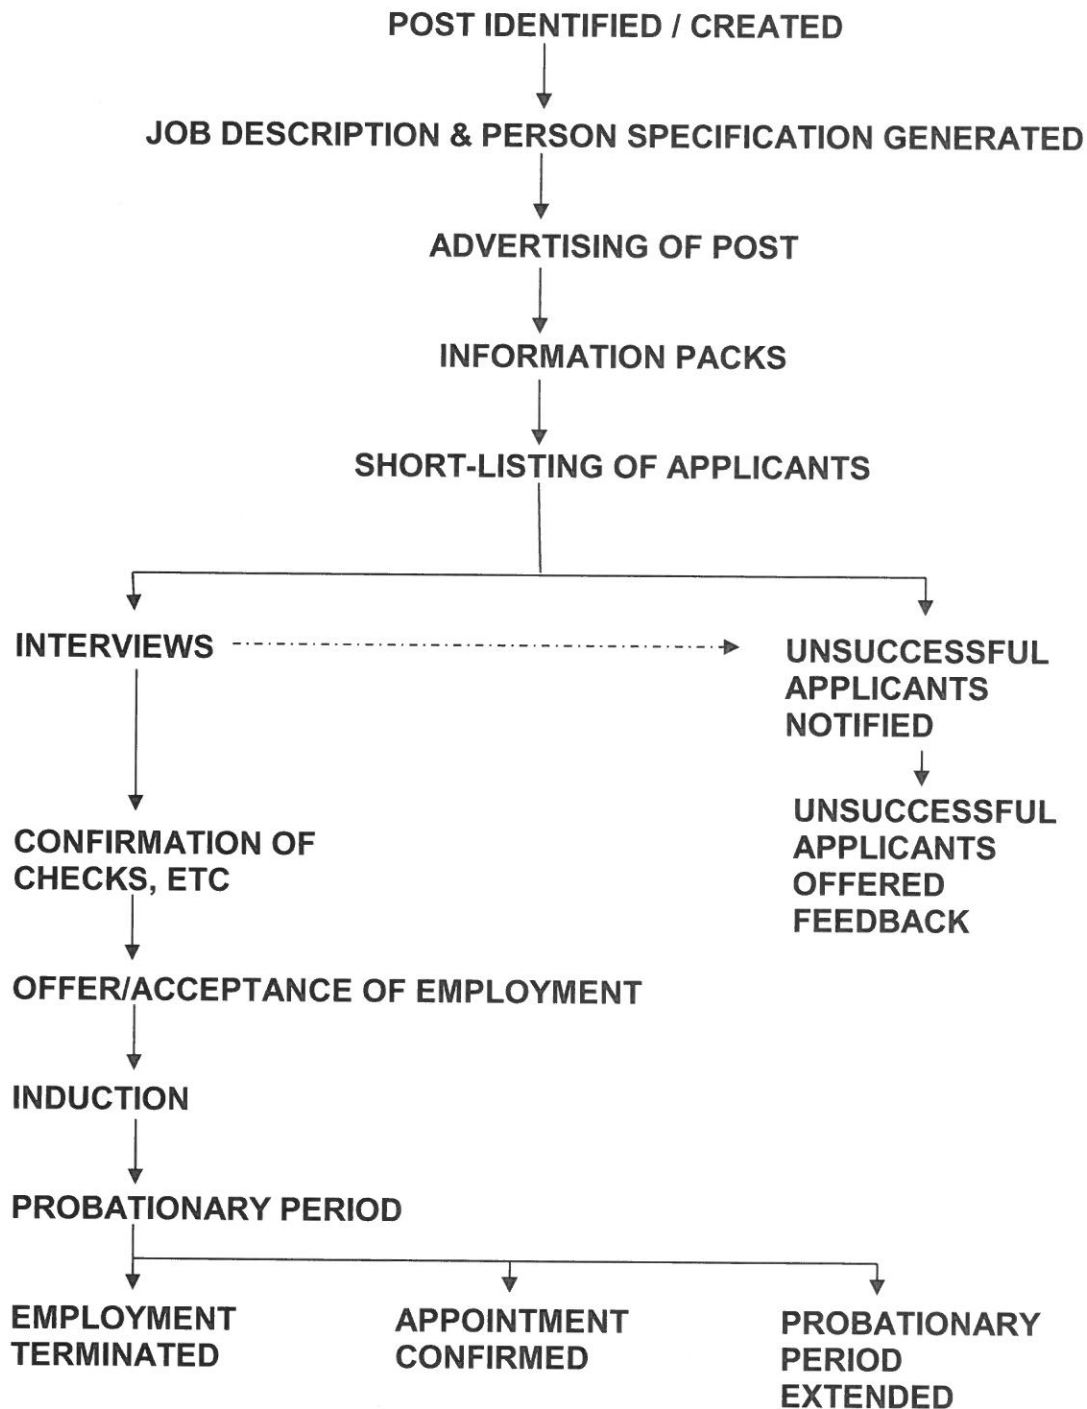 POST IDENTIFIED / CREATED
JOB DESCRIPTION & PERSON SPECIFICATION GENERATED
ADVERTISING OF POST
INFORMATION PACKS
SHORT-LISTING OF APPLICANTS
INTERVIEWS
UNSUCCESSFUL
APPLICANTS
NOTIFIED
UNSUCCESSFUL
APPLICANTS
OFFERED
FEEDBACK
CONFIRMATION OF
CHECKS, ETC
OFFER/ACCEPTANCE OF EMPLOYMENT
INDUCTION
PROBATIONARY PERIOD
EMPLOYMENT
TERMINATED
APPOINTMENT
CONFIRMED
PROBATIONARY
PERIOD
EXTENDED